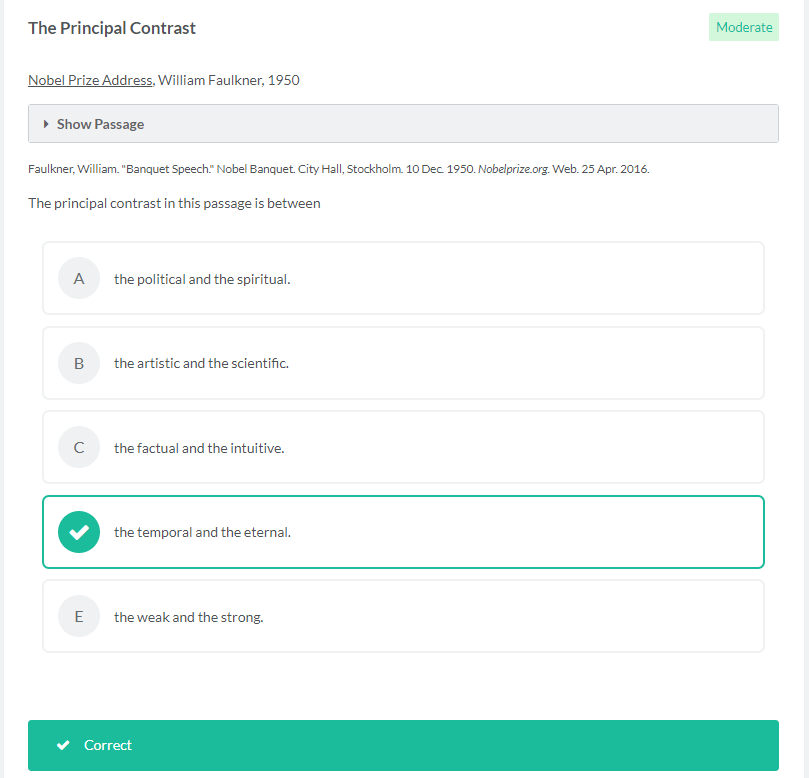 The Principal Contrast
Moderate
Nobel Prize Address, William Faulkner, 1950
Show Passage
Faulkner, William. "Banquet Speech." Nobel Banquet. City Hall, Stockholm. 10 Dec. 1950. Nobelprize.org. Web. 25 Apr. 2016.
The principal contrast in this passage is between
A the political and the spiritual.
B the artistic and the scientific.
C the factual and the intuitive.
the temporal and the eternal.
E the weak and the strong.
Correct